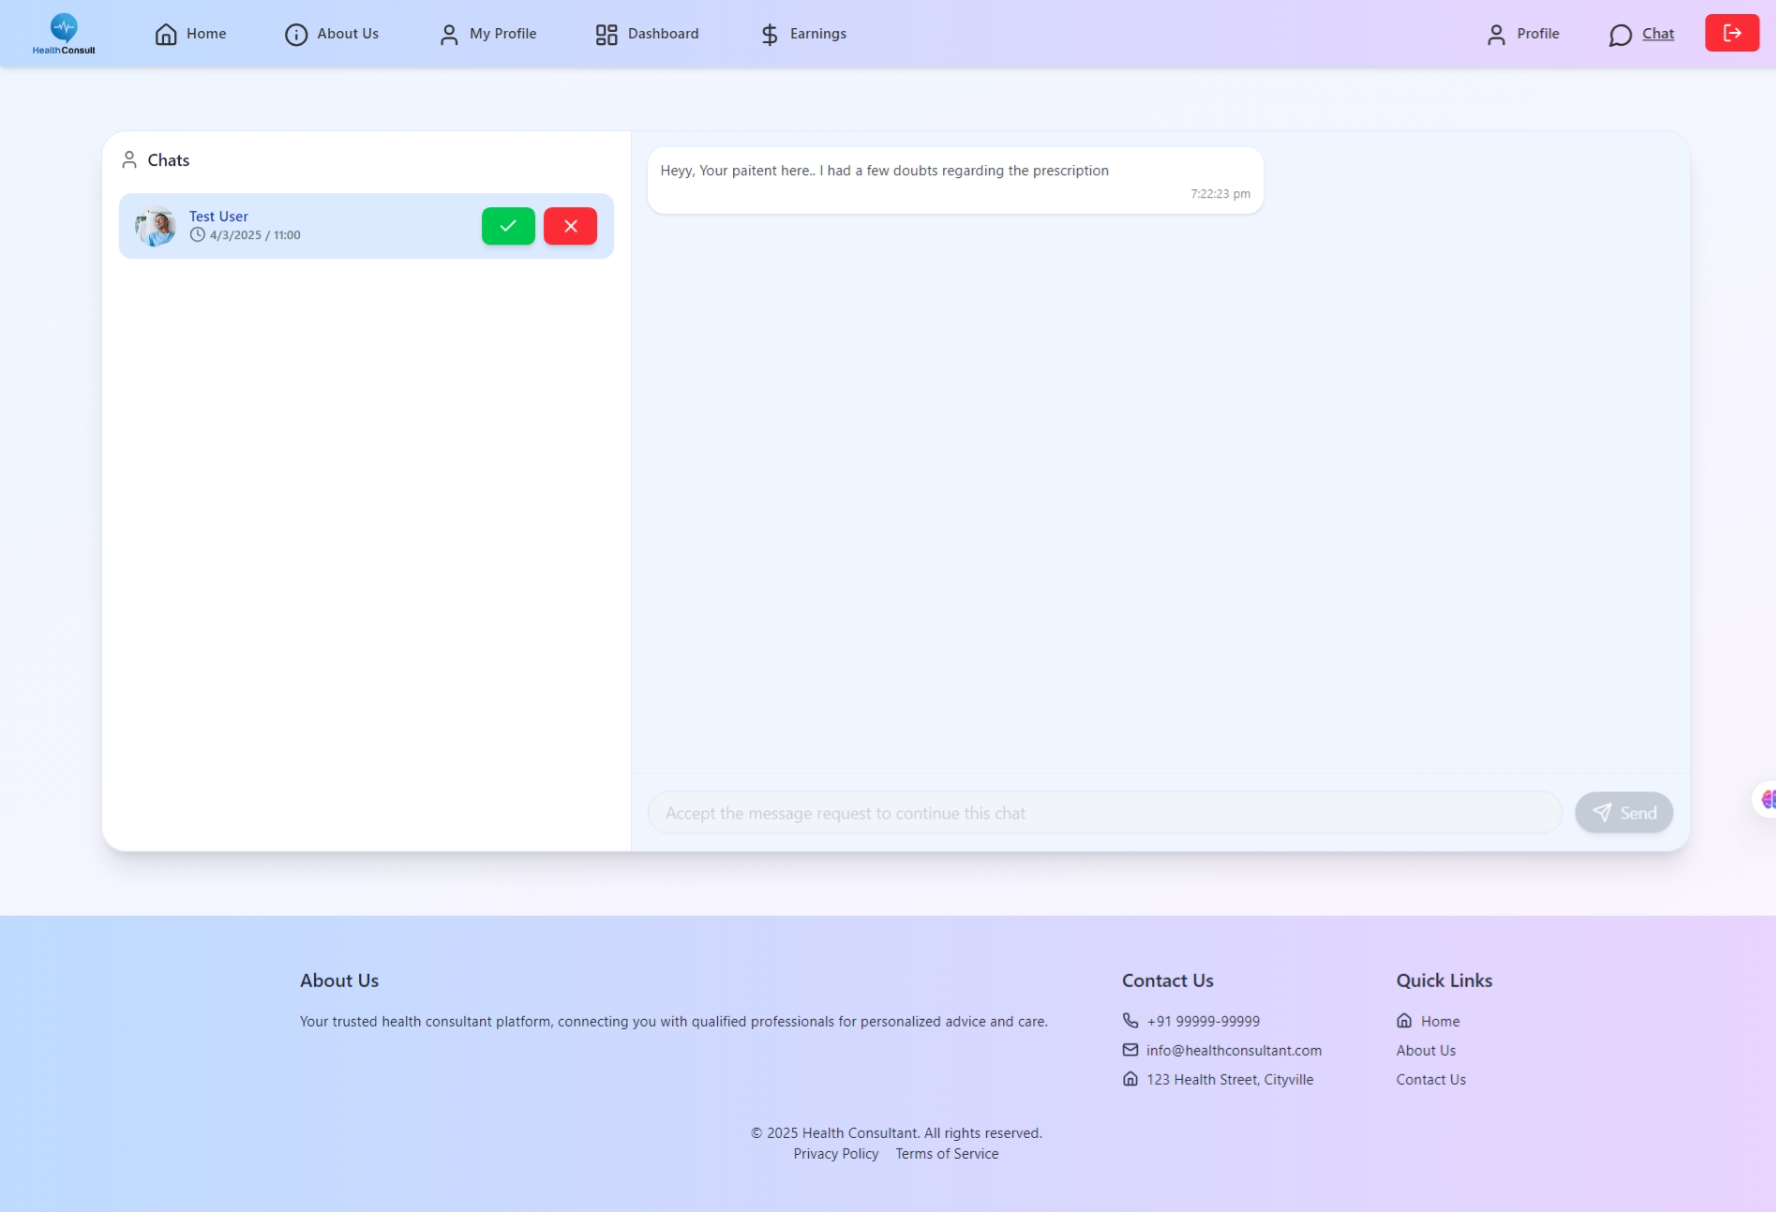 HealthConsult
Home
About Us
My Profile
Dashboard
Earnings
Profile
Chat
Chats
Test User
4/3/2025 / 11:00
Heyy, Your paitent here.. I had a few doubts regarding the prescription
7:22:23 pm
Accept the message request to continue this chat
Send
About Us
Your trusted health consultant platform, connecting you with qualified professionals for personalized advice and care.
Contact Us
+91 99999-99999
info@healthconsultant.com
123 Health Street, Cityville
Quick Links
Home
About Us
Contact Us
© 2025 Health Consultant. All rights reserved.
Privacy Policy Terms of Service